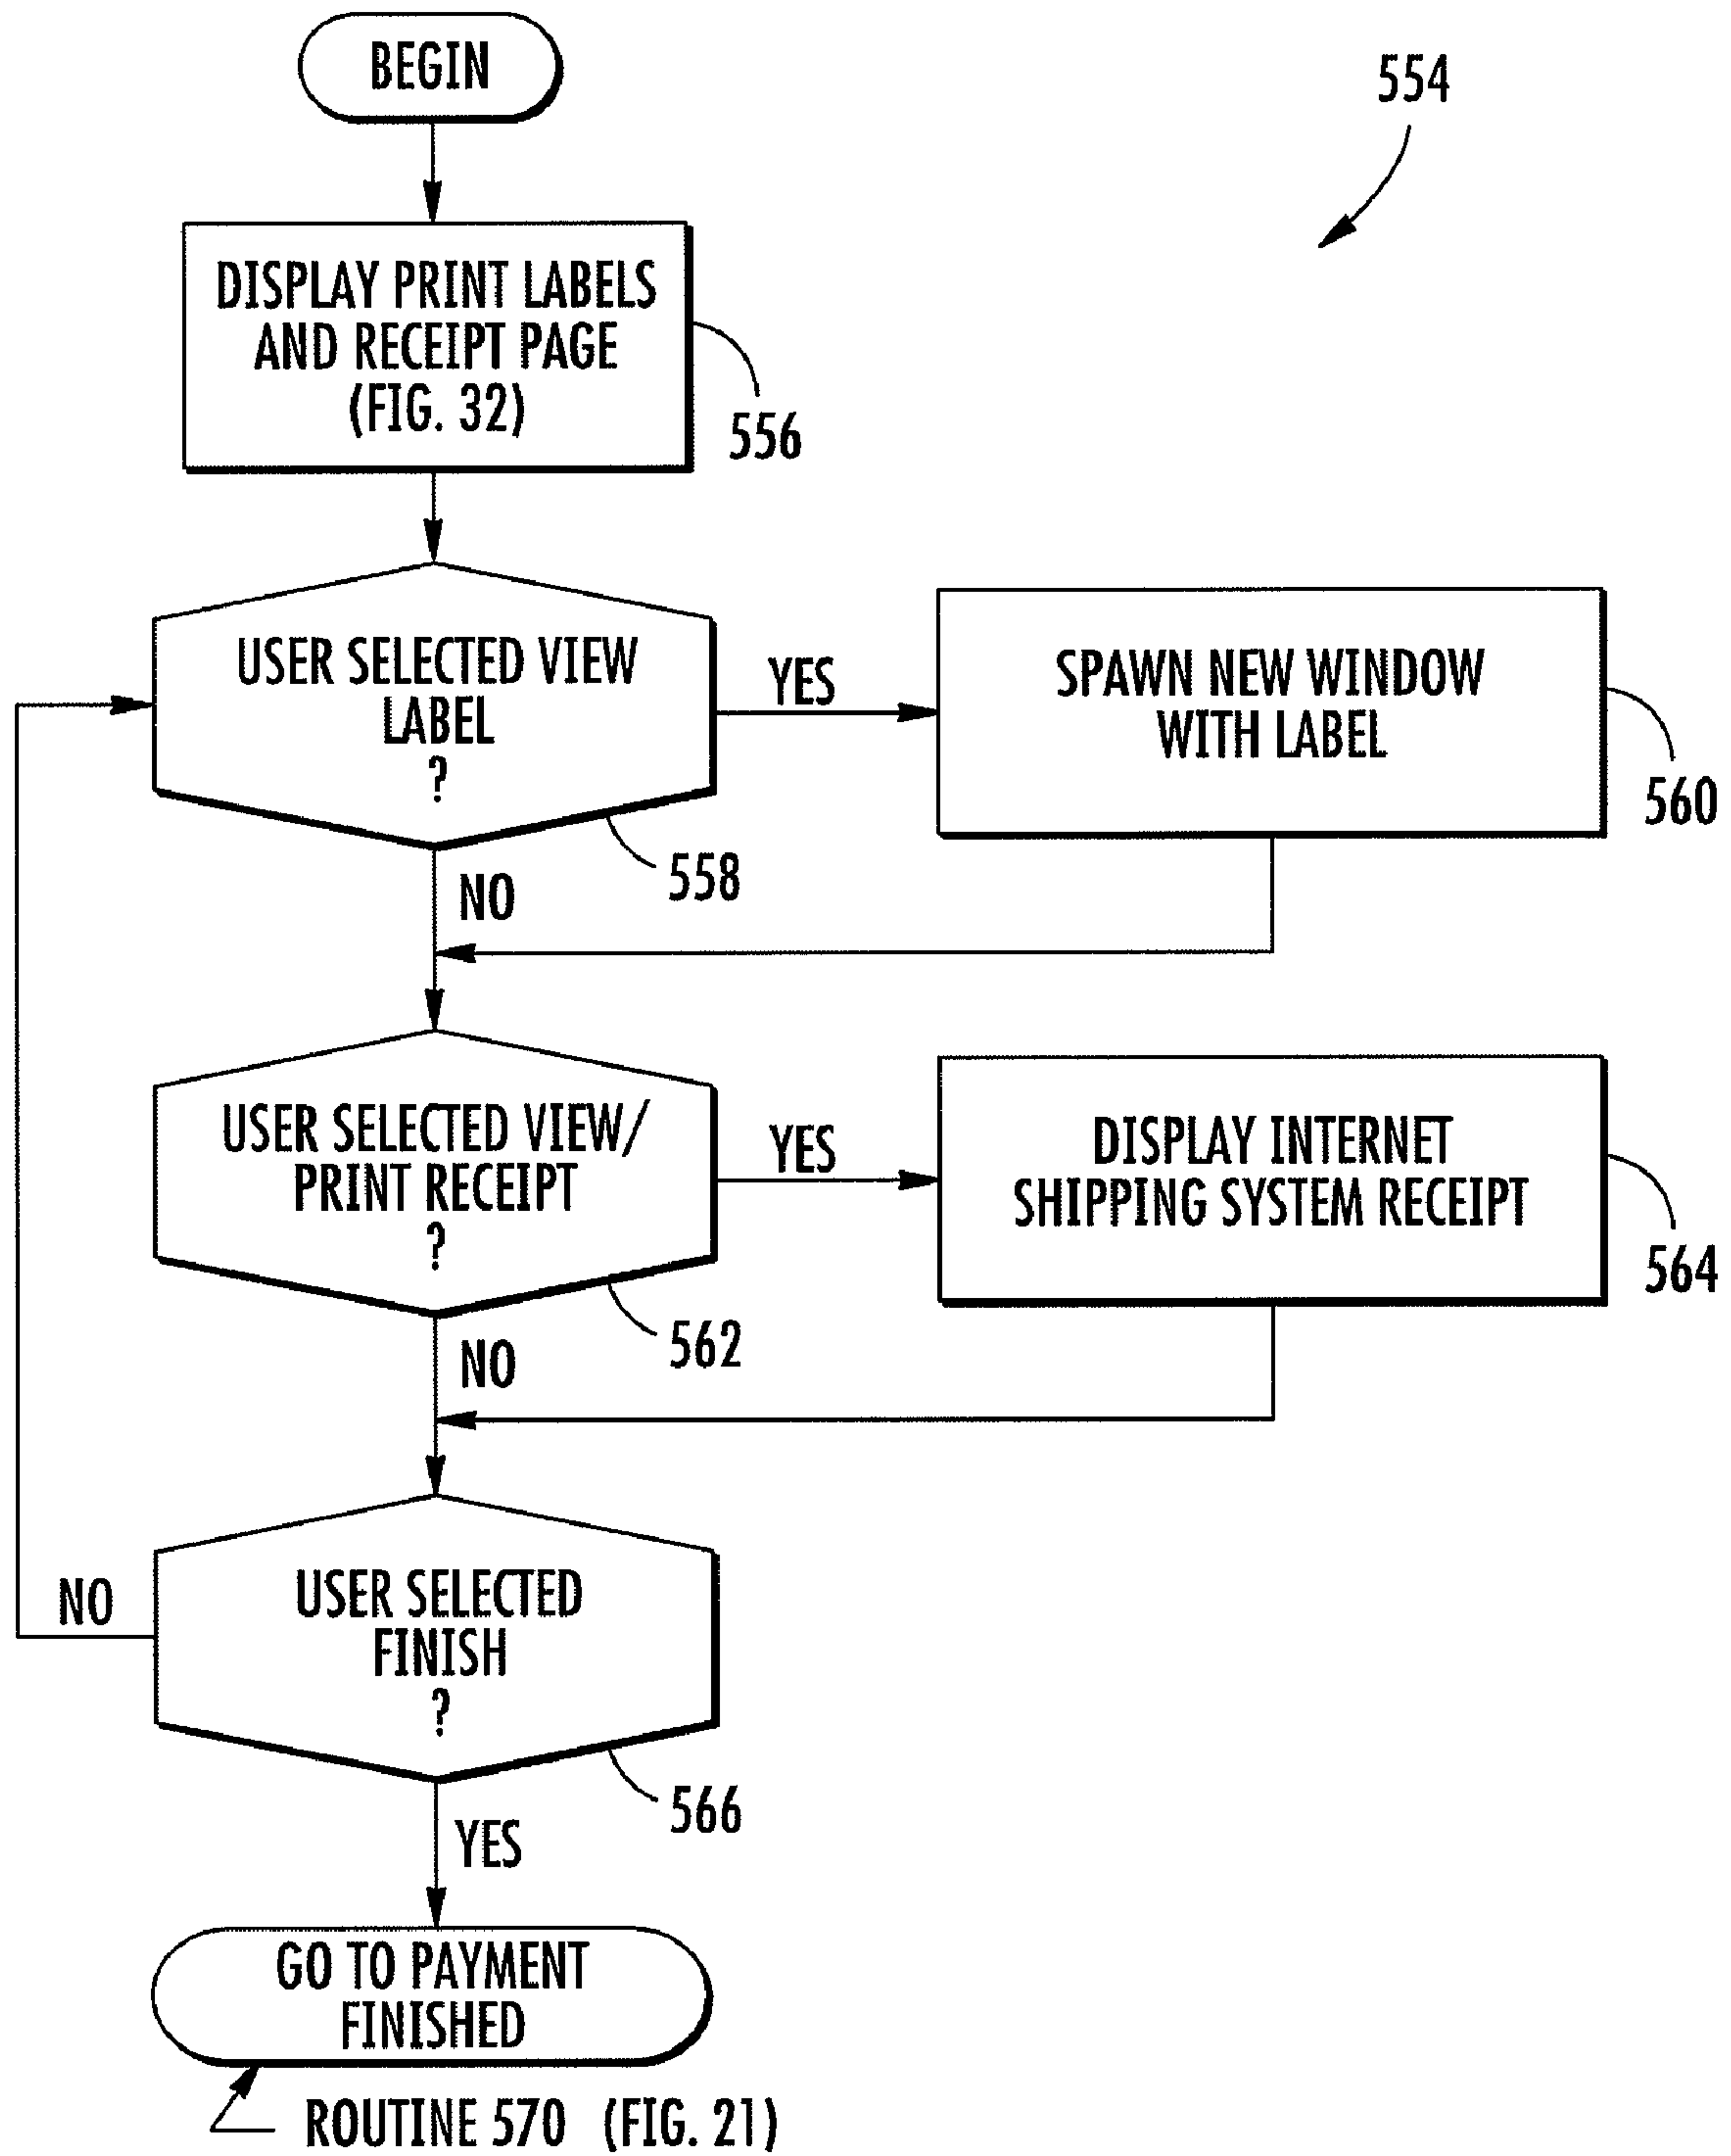 BEGIN
554
DISPLAY PRINT LABELS
AND RECEIPT PAGE
(FIG. 32)
556
USER SELECTED VIEW
LABEL
?
YES
SPAWN NEW WINDOW
WITH LABEL
560
558
NO
USER SELECTED VIEW/
PRINT RECEIPT
?
YES
DISPLAY INTERNET
SHIPPING SYSTEM RECEIPT
564
562
NO
USER SELECTED
FINISH
?
NO
566
YES
GO TO PAYMENT
FINISHED
ROUTINE 570 (FIG. 21)